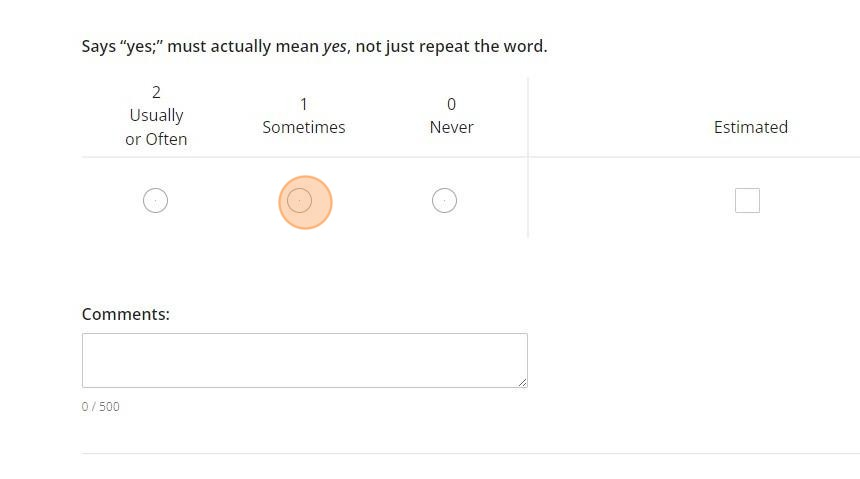 Says “yes;” must actually mean yes, not just repeat the word.
2
Usually
or Often
1
Sometimes
0
Never
Estimated
Comments:
0 / 500